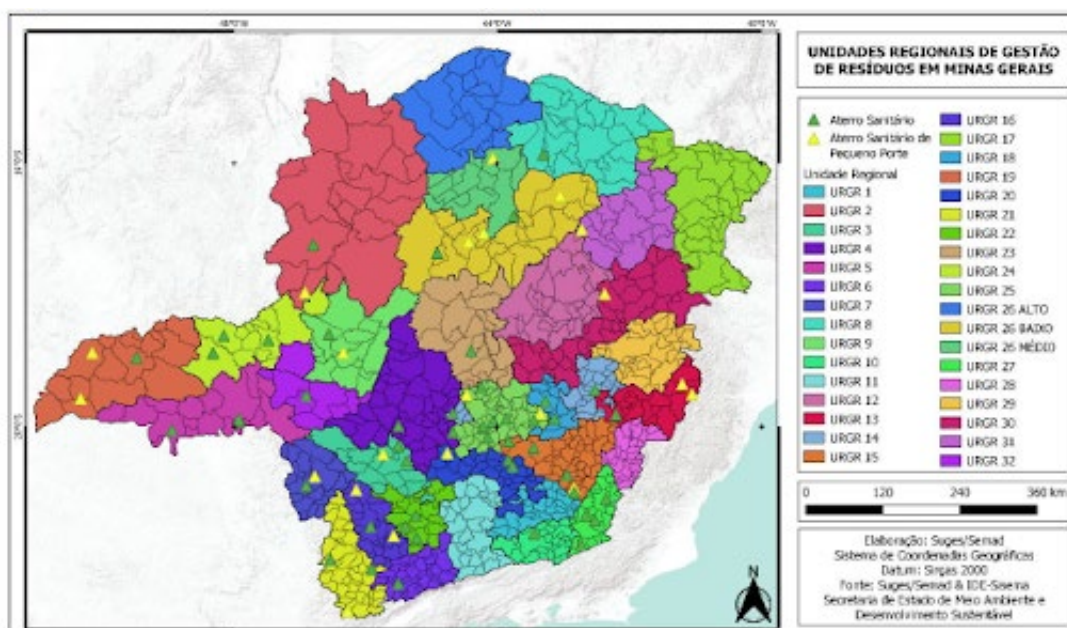 48°0'W 44°0'W 40°0'W
UNIDADES REGIONAIS DE GESTÃO
DE RESÍDUOS EM MINAS GERAIS
Aterro Sanitário
Aterro Sanitário de
Pequeno Porte
Unidade Regional
URGR 1
URGR 2
URGR 3
URGR 4
URGR 5
URGR 6
URGR 7
URGR 8
URGR 9
URGR 10
URGR 11
URGR 12
URGR 13
URGR 14
URGR 15
URGR 16
URGR 17
URGR 18
URGR 19
URGR 20
URGR 21
URGR 22
URGR 23
URGR 24
URGR 25
URGR 26 ALTO
URGR 26 BAIXO
URGR 26 MÉDIO
URGR 27
URGR 28
URGR 29
URGR 30
URGR 31
URGR 32
0 120 240 360 km
N
Elaboração: Suges/Semad
Sistema de Coordenadas Geográficas
Datum: Sirgas 2000
Fonte: Suges/Semad & IDE-Sisema
Secretaria de Estado de Meio Ambiente e
Desenvolvimento Sustentável